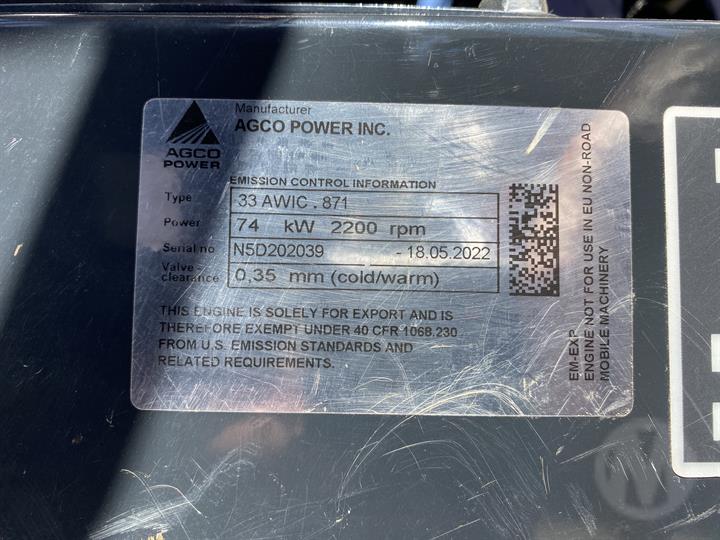 Manufacturer
AGCO POWER INC.
AGCO
POWER
EMISSION CONTROL INFORMATION
Type 33 AWIC . 871
Power 74 kW 2200 rpm
Serial no N5D202039 - 18.05.2022
Valve -
clearance 0,35 mm (cold/warm)
THIS ENGINE IS SOLELY FOR EXPORT AND IS
THEREFORE EXEMPT UNDER 40 CFR 1068.230
FROM U.S. EMISSION STANDARDS AND
RELATED REQUIREMENTS.
EM-EXP
ENGINE NOT FOR USE IN EU NON-ROAD
MOBILE MACHINERY
M